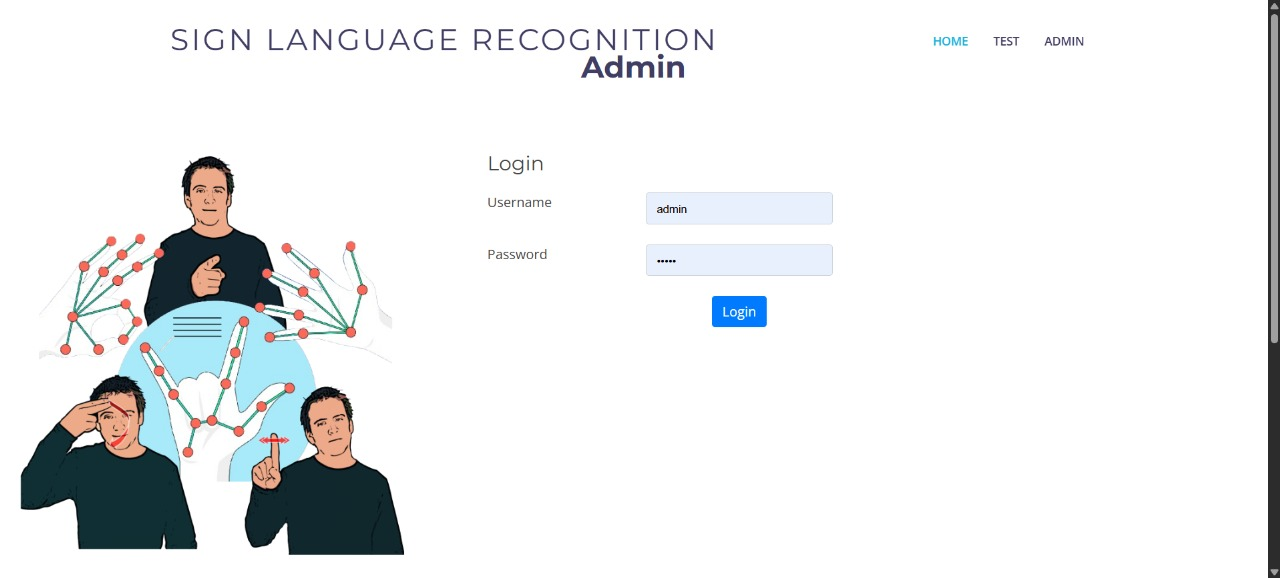 SIGN LANGUAGE RECOGNITION
HOME TEST ADMIN
Admin
Login
Username admin
Password •••••
Login